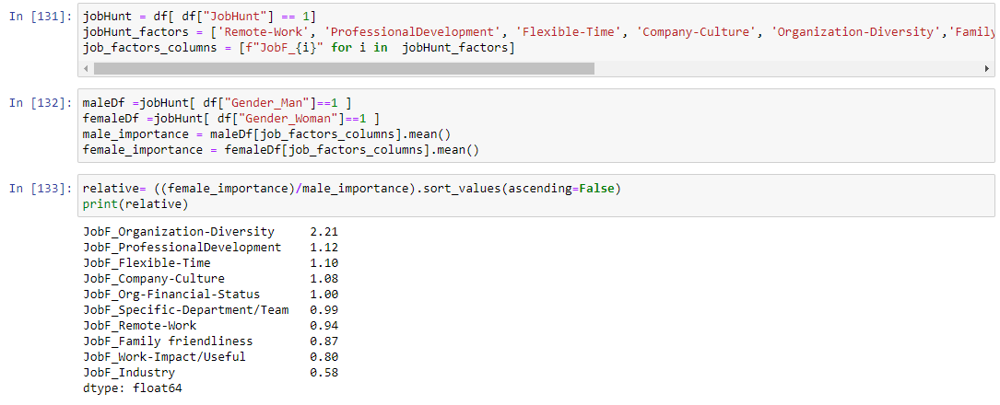 In [131]: jobHunt = df[ df["JobHunt"] == 1]
jobHunt_factors = ['Remote-Work', 'ProfessionalDevelopment', 'Flexible-Time', 'Company-Culture', 'Organization-Diversity','Family
job_factors_columns = [f"JobF_{i}" for i in  jobHunt_factors]
In [132]: maleDf =jobHunt[ df["Gender_Man"]==1 ]
femaleDf =jobHunt[ df["Gender_Woman"]==1 ]
male_importance = maleDf[job_factors_columns].mean()
female_importance = femaleDf[job_factors_columns].mean()
In [133]: relative= ((female_importance)/male_importance).sort_values(ascending=False)
print(relative)
JobF_Organization-Diversity     2.21
JobF_ProfessionalDevelopment    1.12
JobF_Flexible-Time              1.10
JobF_Company-Culture            1.08
JobF_Org-Financial-Status       1.00
JobF_Specific-Department/Team   0.99
JobF_Remote-Work                0.94
JobF_Family friendliness        0.87
JobF_Work-Impact/Useful         0.80
JobF_Industry                   0.58
dtype: float64